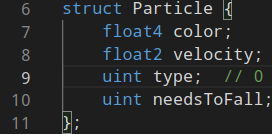 6 struct Particle {
7 float4 color;
8 float2 velocity;
9 uint type; // 0
10 uint needsToFall;
11 };